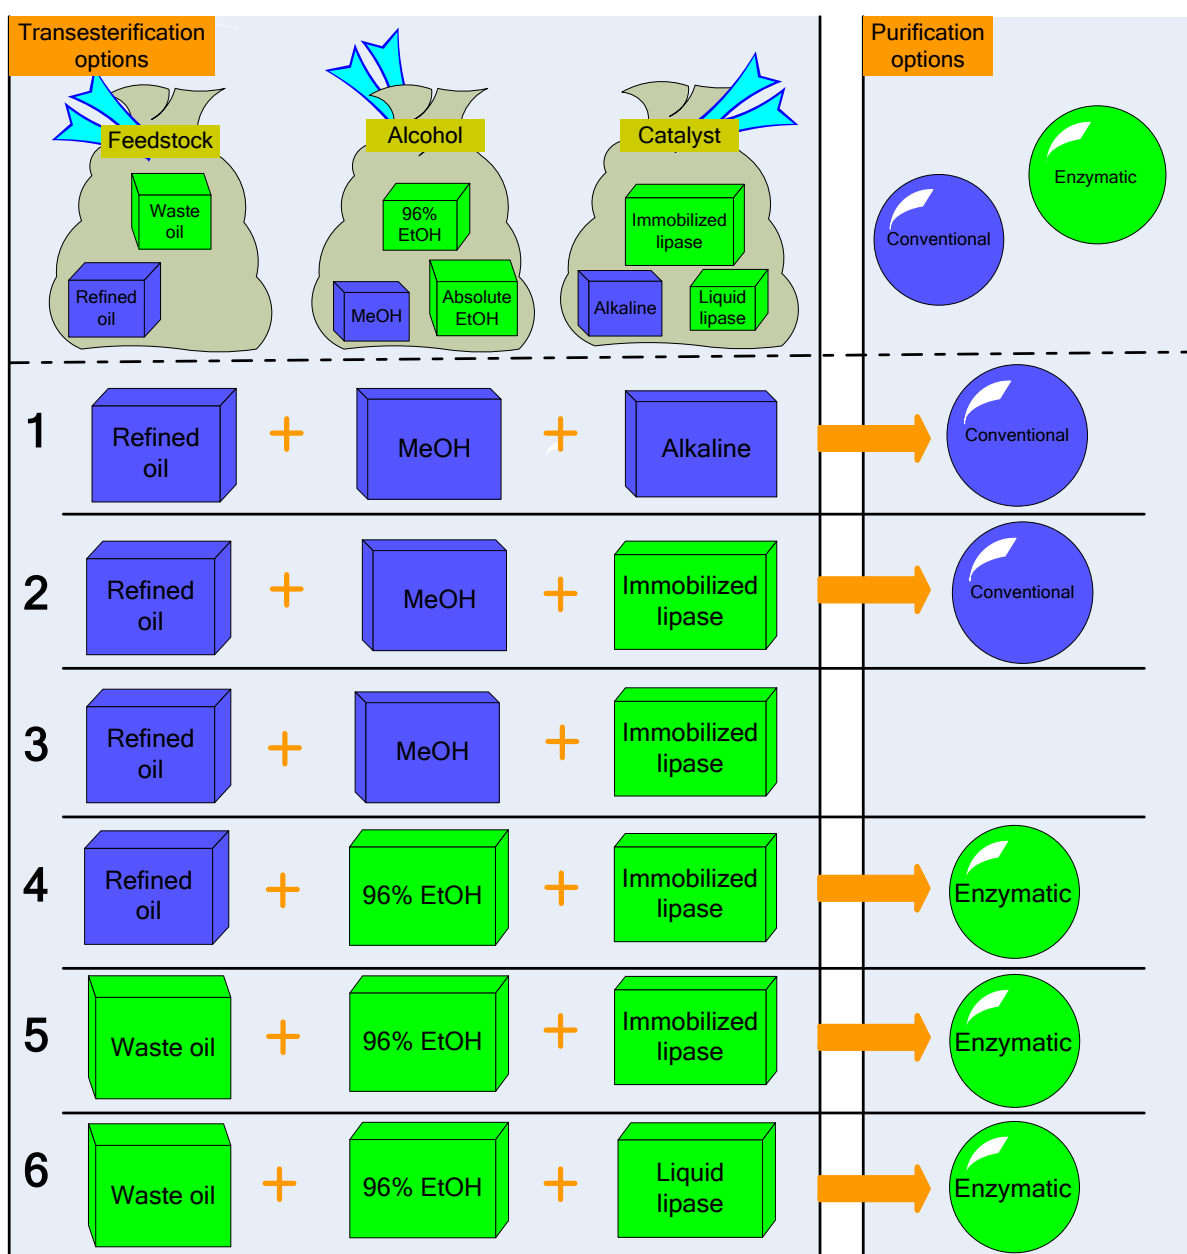 Transesterification
options
Purification
options
Feedstock
Alcohol
Catalyst
Waste
oil
Refined
oil
96%
EtOH
MeOH
Absolute
EtOH
Immobilized
lipase
Alkaline
Liquid
lipase
Conventional
Enzymatic
1
Refined
oil
+
MeOH
+
Alkaline
Conventional
2
Refined
oil
+
MeOH
+
Immobilized
lipase
Conventional
3
Refined
oil
+
MeOH
+
Immobilized
lipase
4
Refined
oil
+
96% EtOH
+
Immobilized
lipase
Enzymatic
5
Waste oil
+
96% EtOH
+
Immobilized
lipase
Enzymatic
6
Waste oil
+
96% EtOH
+
Liquid
lipase
Enzymatic